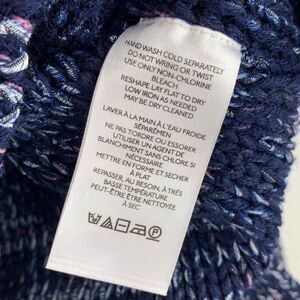 HAND WASH COLD SEPARATELY
DO NOT WRING OR TWIST
USE ONLY NON-CHLORINE
BLEACH
RESHAPE LAY FLAT TO DRY
LOW IRON AS NEEDED
MAY BE DRY CLEANED
LAVER À LA MAIN À L'EAU FROIDE
SÉPARÉMEN
NE PAS TORDRE OU ESSORER
UTILISER UN AGENT DE
BLANCHIMENT SANS CHLORE SI
NÉCESSAIRE
METTRE EN FORME ET SECHER
À PLAT
REPASSER, AU BESOIN, À TRÈS
BASSE TEMPÉRATURE
PEUT-ÊTRE ÊTRE NETTOYÉE
À SEC
P